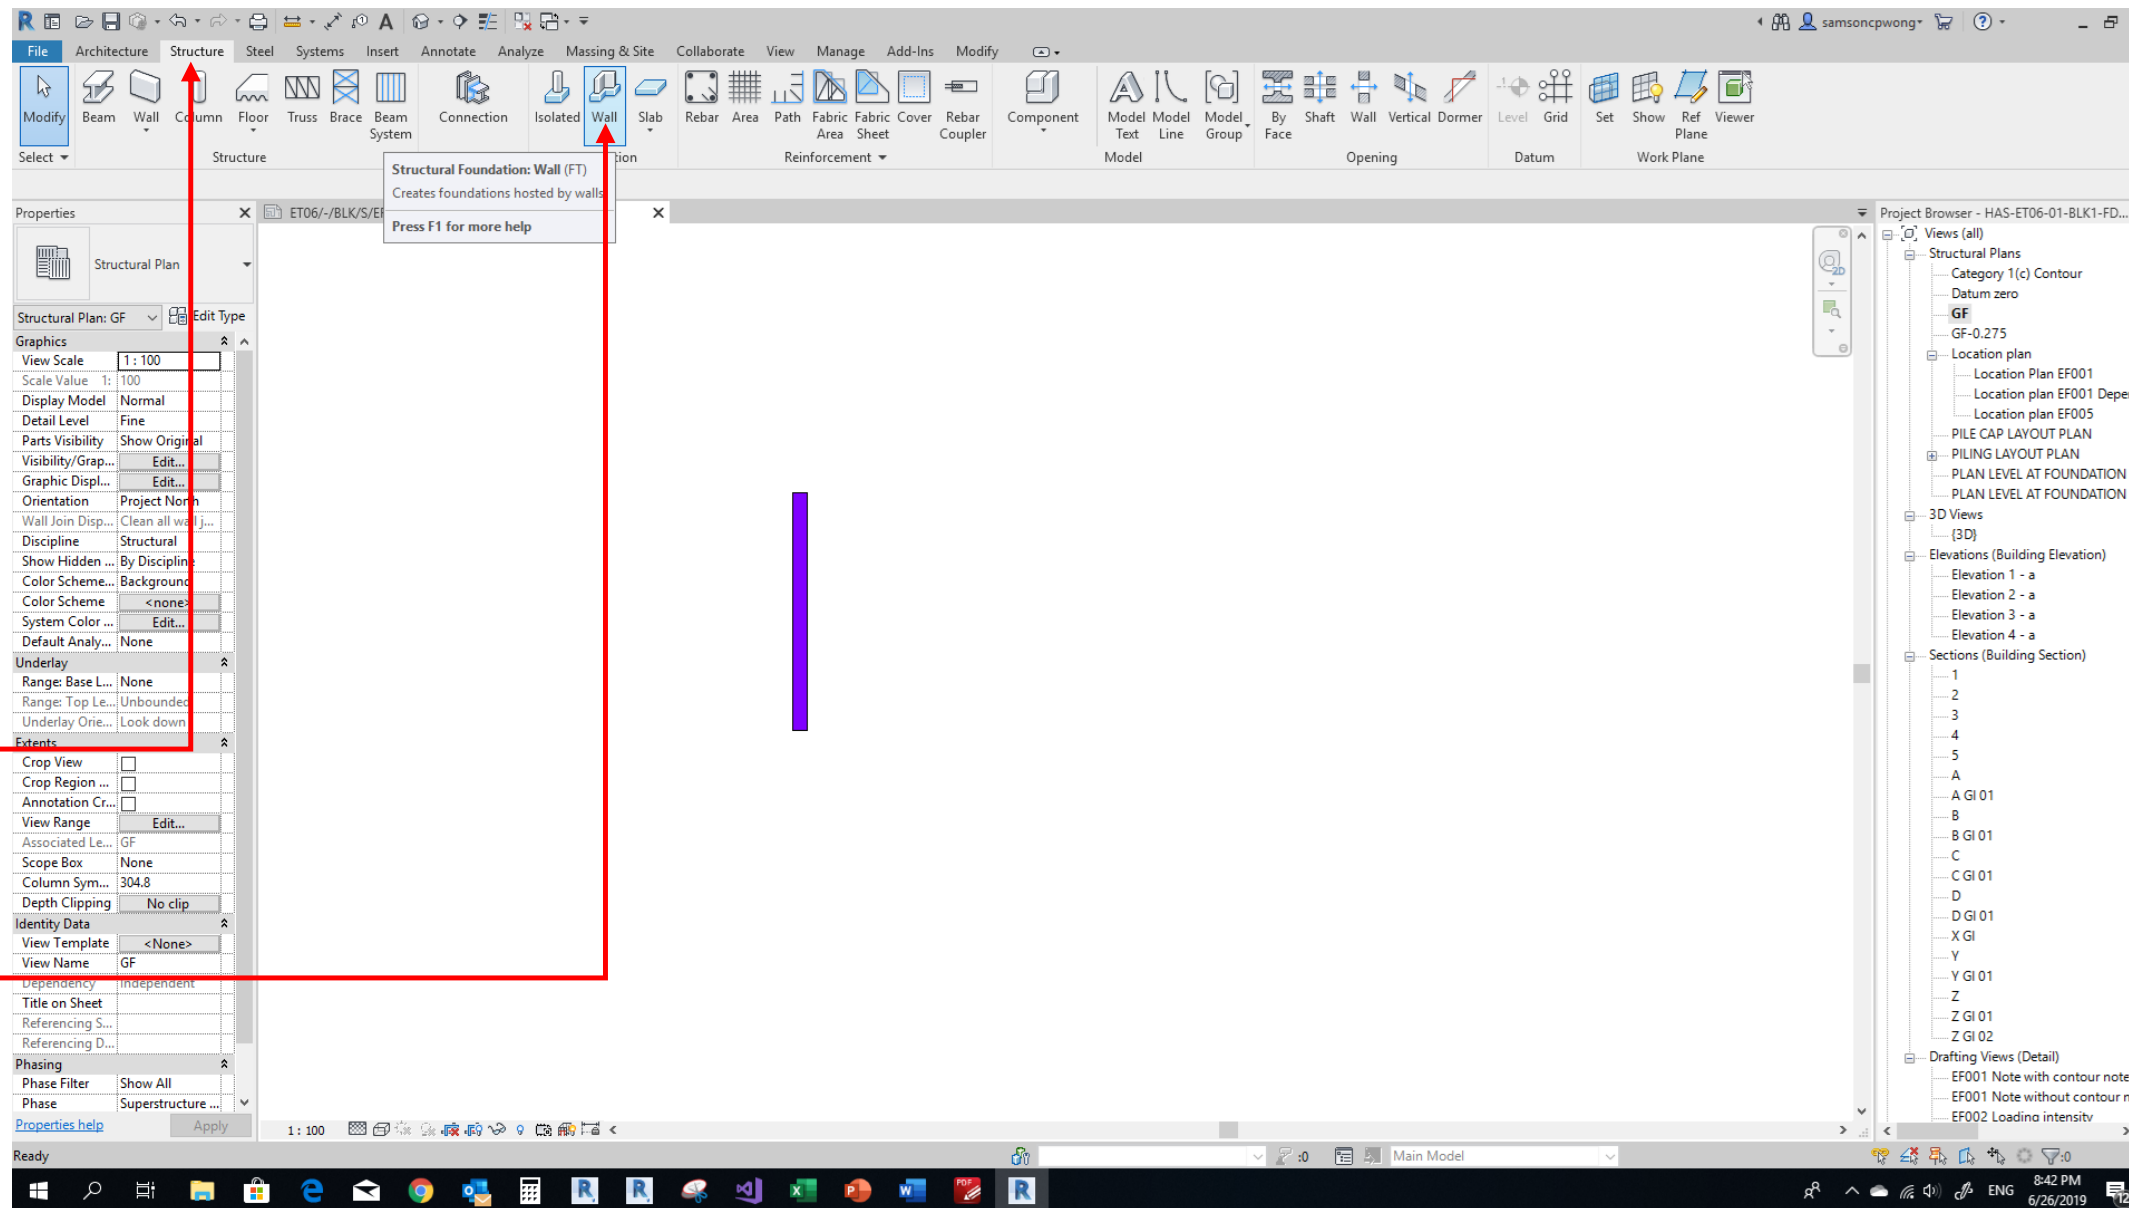 samsoncpwong
File Architecture Structure Steel Systems Insert Annotate Analyze Massing & Site Collaborate View Manage Add-Ins Modify
Modify Beam Wall Column Floor Truss Brace Beam System Connection Isolated Wall Slab Rebar Area Path Fabric Area Fabric Sheet Cover Rebar Coupler Component Model Text Model Line Model Group By Face Shaft Wall Vertical Dormer Level Grid Set Show Ref Plane Viewer
Select Structure Reinforcement Model Opening Datum Work Plane
Structural Foundation: Wall (FT)
Creates foundations hosted by walls
Press F1 for more help
Properties
ET06/-/BLK/S/EF
Structural Plan
Structural Plan: GF
Edit Type
Graphics
View Scale 1 : 100
Scale Value 1: 100
Display Model Normal
Detail Level Fine
Parts Visibility Show Original
Visibility/Grap... Edit...
Graphic Displ... Edit...
Orientation Project North
Wall Join Disp... Clean all wall j...
Discipline Structural
Show Hidden ... By Discipline
Color Scheme... Background
Color Scheme <none>
System Color ... Edit...
Default Analy... None
Underlay
Range: Base L... None
Range: Top Le... Unbounded
Underlay Orie... Look down
Extents
Crop View
Crop Region ...
Annotation Cr...
View Range Edit...
Associated Le... GF
Scope Box None
Column Sym... 304.8
Depth Clipping No clip
Identity Data
View Template <None>
View Name GF
Dependency Independent
Title on Sheet
Referencing S...
Referencing D...
Phasing
Phase Filter Show All
Phase Superstructure ...
Properties help
Apply
1 : 100
2D
Project Browser - HAS-ET06-01-BLK1-FD...
Views (all)
Structural Plans
Category 1(c) Contour
Datum zero
GF
GF-0.275
Location plan
Location Plan EF001
Location plan EF001 Depe
Location plan EF005
PILE CAP LAYOUT PLAN
PILING LAYOUT PLAN
PLAN LEVEL AT FOUNDATION
PLAN LEVEL AT FOUNDATION
3D Views
{3D}
Elevations (Building Elevation)
Elevation 1 - a
Elevation 2 - a
Elevation 3 - a
Elevation 4 - a
Sections (Building Section)
1
2
3
4
5
A
A GI 01
B
B GI 01
C
C GI 01
D
D GI 01
X GI
Y
Y GI 01
Z
Z GI 01
Z GI 02
Drafting Views (Detail)
EF001 Note with contour note
EF001 Note without contour
EF002 Loading intensity
Ready
:0
Main Model
:0
ENG
8:42 PM
6/26/2019
12